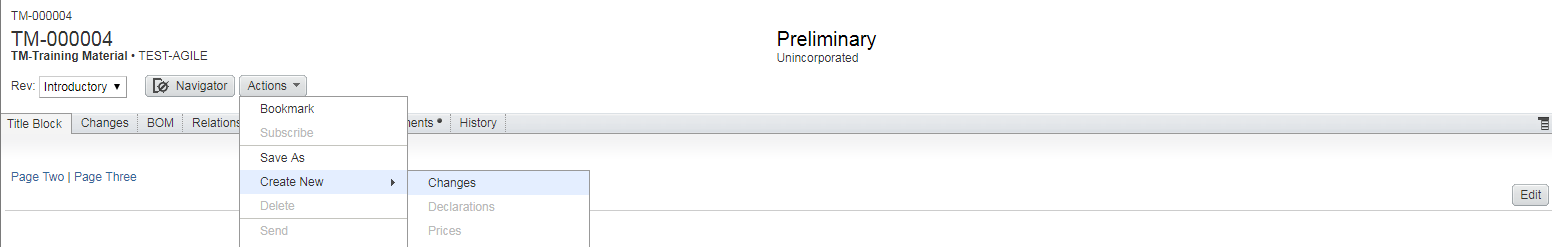 TM-000004
TM-000004
Preliminary
TM-Training Material • TEST-AGILE
Unincorporated
Rev: Introductory
Navigator
Actions
Bookmark
Title Block
Changes
BOM
Relations
ments •
History
Subscribe
Save As
Page Two | Page Three
Create New
Changes
Edit
Delete
Declarations
Send
Prices